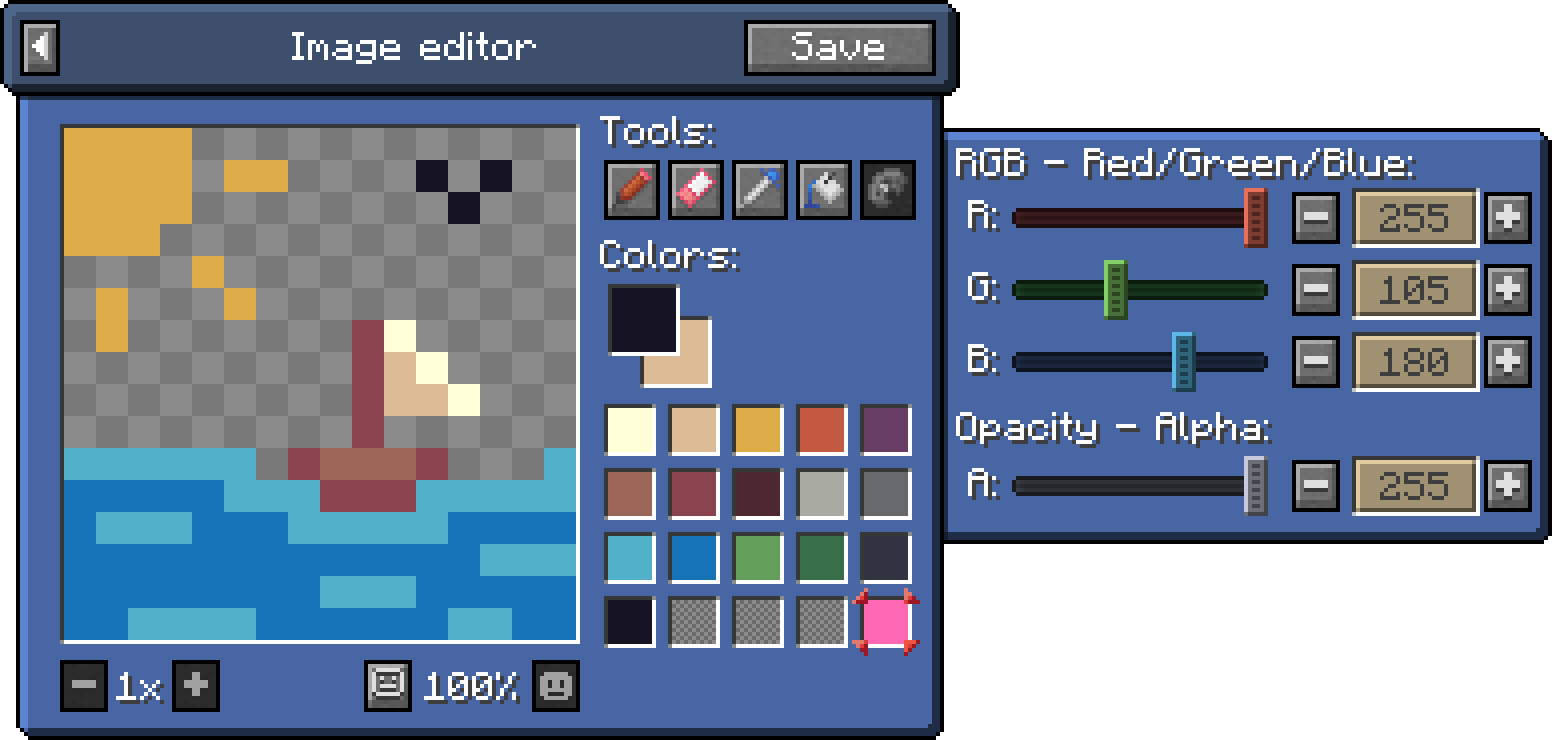 Image editor
Save
Tools:
Colors:
1x
100%
RGB - Red/Green/Blue:
R: 255
G: 105
B: 180
Opacity - Alpha:
A: 255